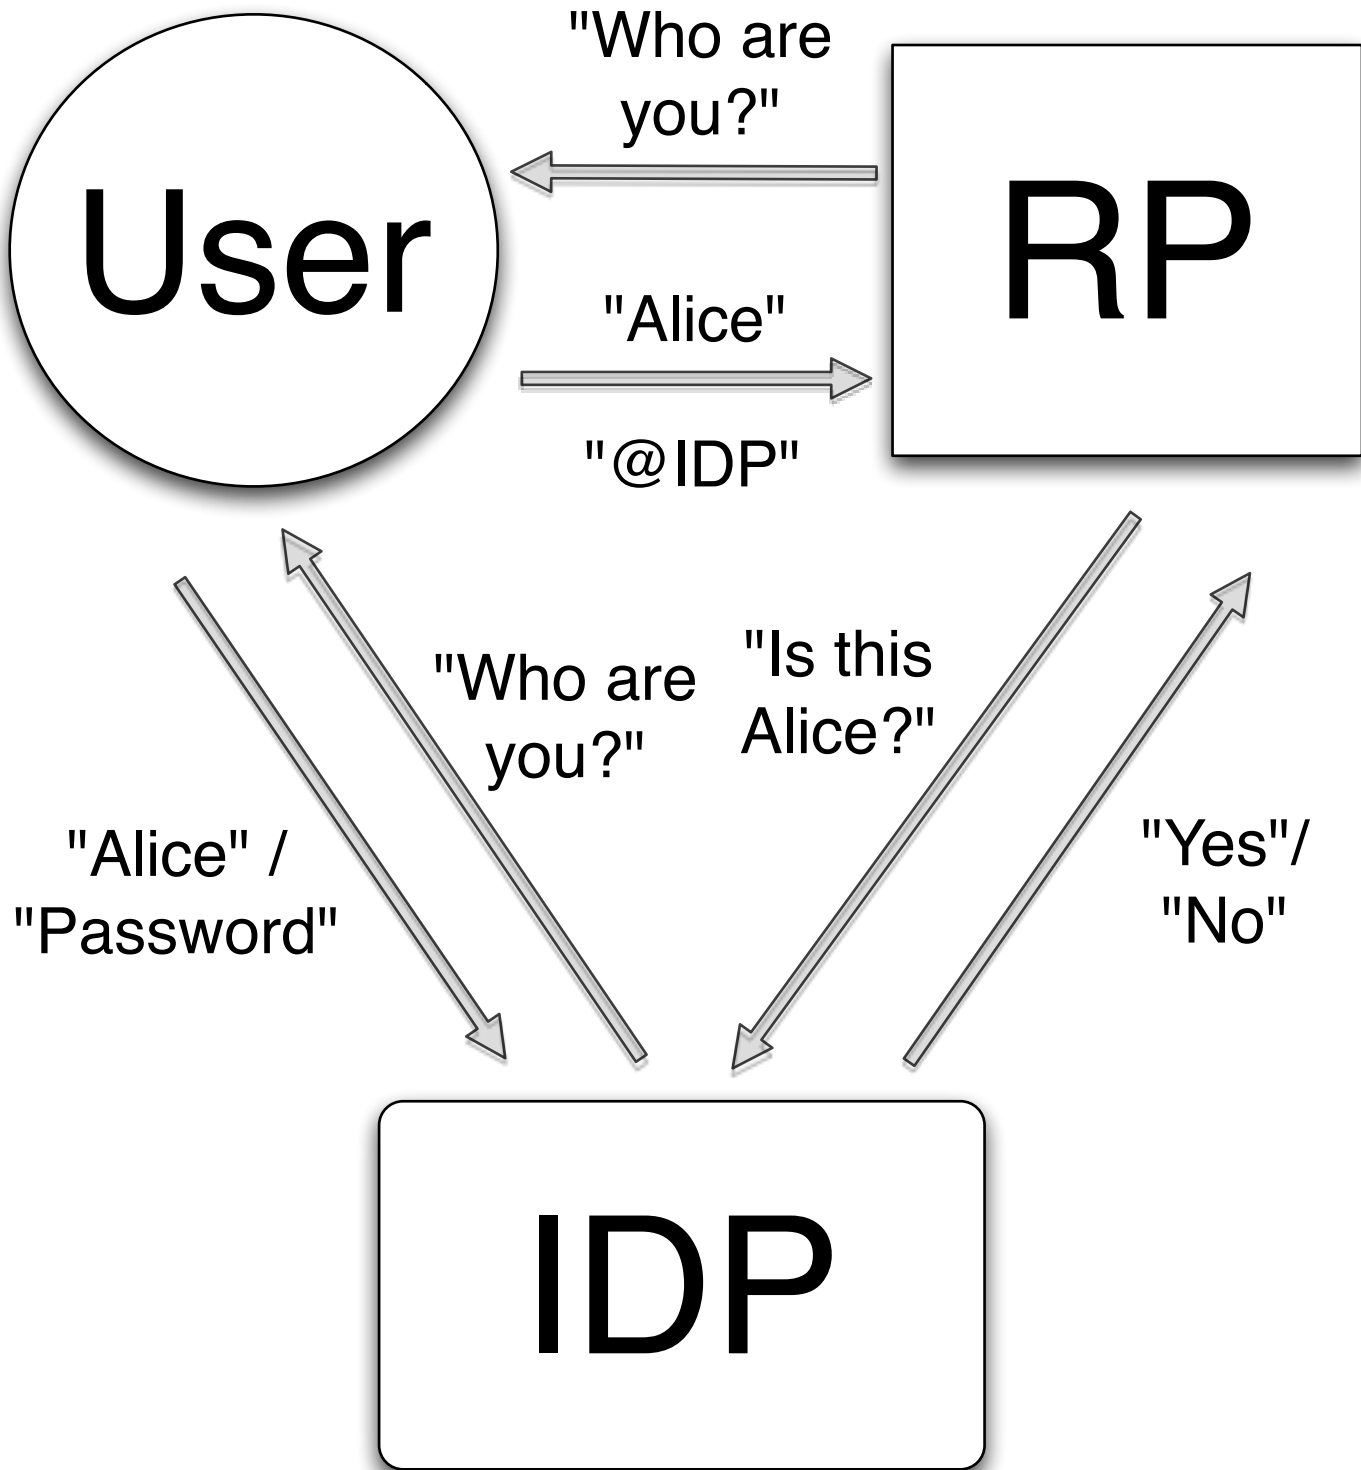 "Who are
you?"
User
RP
"Alice"
"@IDP"
"Who are
you?"
"Is this
Alice?"
"Alice" /
"Password"
"Yes"/
"No"
IDP